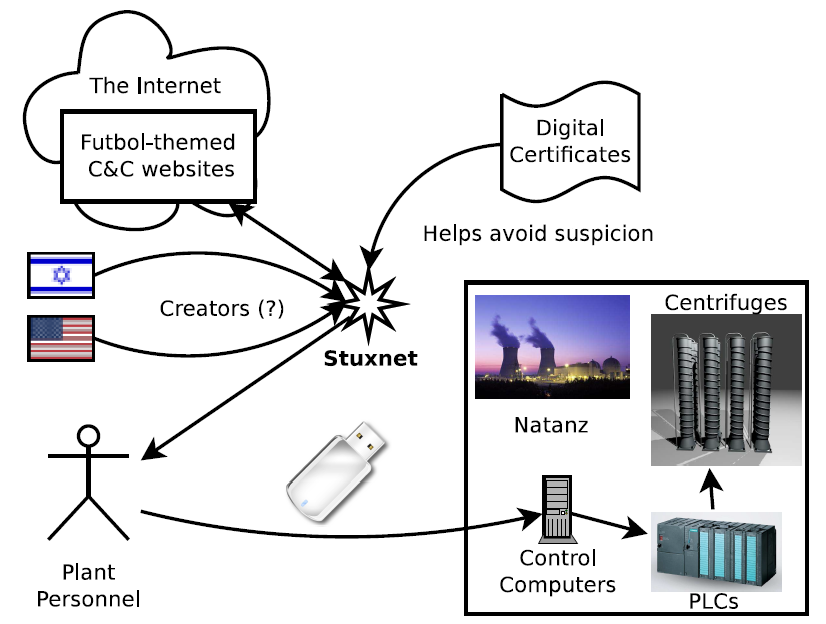 The Internet
Futbol-themed
C&C websites
Digital
Certificates
Helps avoid suspicion
Creators (?)
Stuxnet
Centrifuges
Natanz
Control
Computers
PLCs
Plant
Personnel